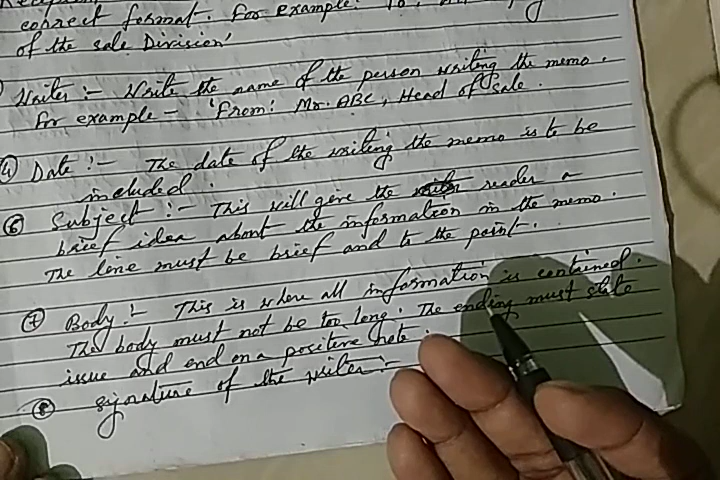 correct format. For example: To,
of the sale Division'
Writer :- Write the name of the person writing the memo.
for example - 'From: Mr. ABC, Head of sale.
④ Date :- The date of the writing the memo is to be
included.
⑥ Subject :- This will give the reader a
brief idea about the information in the memo.
The line must be brief and to the point.
⑦ Body :- This is where all information is contained.
The body must not be too long. The ending must state
issue and end on a positive note.
⑧ signature of the writer :-